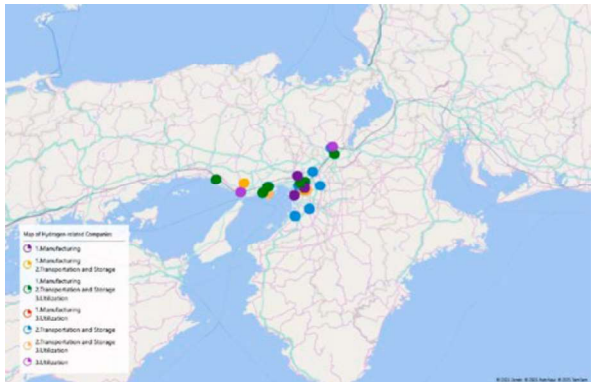 Map of Hydrogen-related Companies
1.Manufacturing
1.Manufacturing
2.Transportation and Storage
1.Manufacturing
2.Transportation and Storage
3.Utilization
1.Manufacturing
3.Utilization
2.Transportation and Storage
2.Transportation and Storage
3.Utilization
3.Utilization